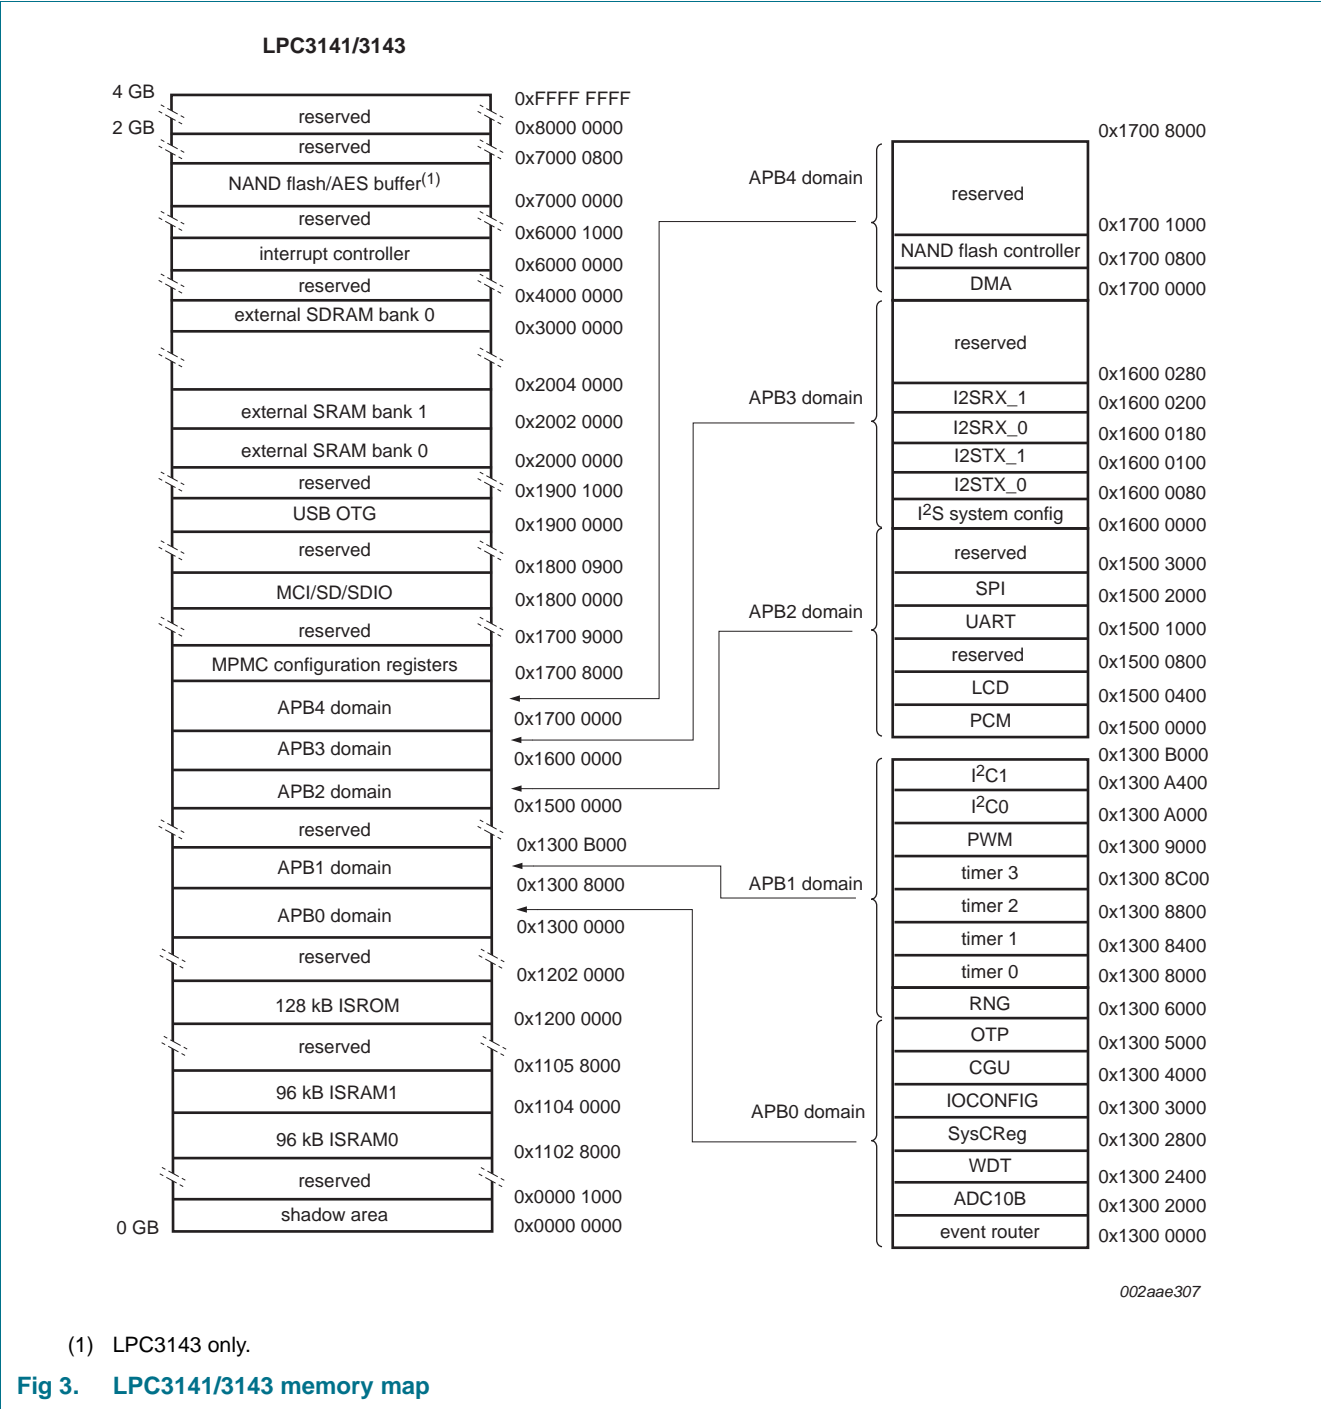 LPC3141/3143
4 GB
0xFFFF FFFF
reserved
2 GB
0x8000 0000
reserved
0x7000 0800
NAND flash/AES buffer(1)
0x7000 0000
reserved
0x6000 1000
interrupt controller
0x6000 0000
reserved
0x4000 0000
external SDRAM bank 0
0x3000 0000
0x2004 0000
external SRAM bank 1
0x2002 0000
external SRAM bank 0
0x2000 0000
reserved
0x1900 1000
USB OTG
0x1900 0000
reserved
0x1800 0900
MCI/SD/SDIO
0x1800 0000
reserved
0x1700 9000
MPMC configuration registers
0x1700 8000
APB4 domain
0x1700 0000
APB3 domain
0x1600 0000
APB2 domain
0x1500 0000
reserved
0x1300 B000
APB1 domain
0x1300 8000
APB0 domain
0x1300 0000
reserved
0x1202 0000
128 kB ISROM
0x1200 0000
reserved
0x1105 8000
96 kB ISRAM1
0x1104 0000
96 kB ISRAM0
0x1102 8000
reserved
0x0000 1000
shadow area
0 GB
0x0000 0000
0x1700 8000
APB4 domain
reserved
0x1700 1000
NAND flash controller
0x1700 0800
DMA
0x1700 0000
reserved
0x1600 0280
APB3 domain
I2SRX_1
0x1600 0200
I2SRX_0
0x1600 0180
I2STX_1
0x1600 0100
I2STX_0
0x1600 0080
I2S system config
0x1600 0000
reserved
0x1500 3000
SPI
0x1500 2000
APB2 domain
UART
0x1500 1000
reserved
0x1500 0800
LCD
0x1500 0400
PCM
0x1500 0000
0x1300 B000
I2C1
0x1300 A400
I2C0
0x1300 A000
PWM
0x1300 9000
timer 3
0x1300 8C00
APB1 domain
timer 2
0x1300 8800
timer 1
0x1300 8400
timer 0
0x1300 8000
RNG
0x1300 6000
OTP
0x1300 5000
CGU
0x1300 4000
IOCONFIG
0x1300 3000
APB0 domain
SysCReg
0x1300 2800
WDT
0x1300 2400
ADC10B
0x1300 2000
event router
0x1300 0000
002aae307
(1) LPC3143 only.
Fig 3. LPC3141/3143 memory map